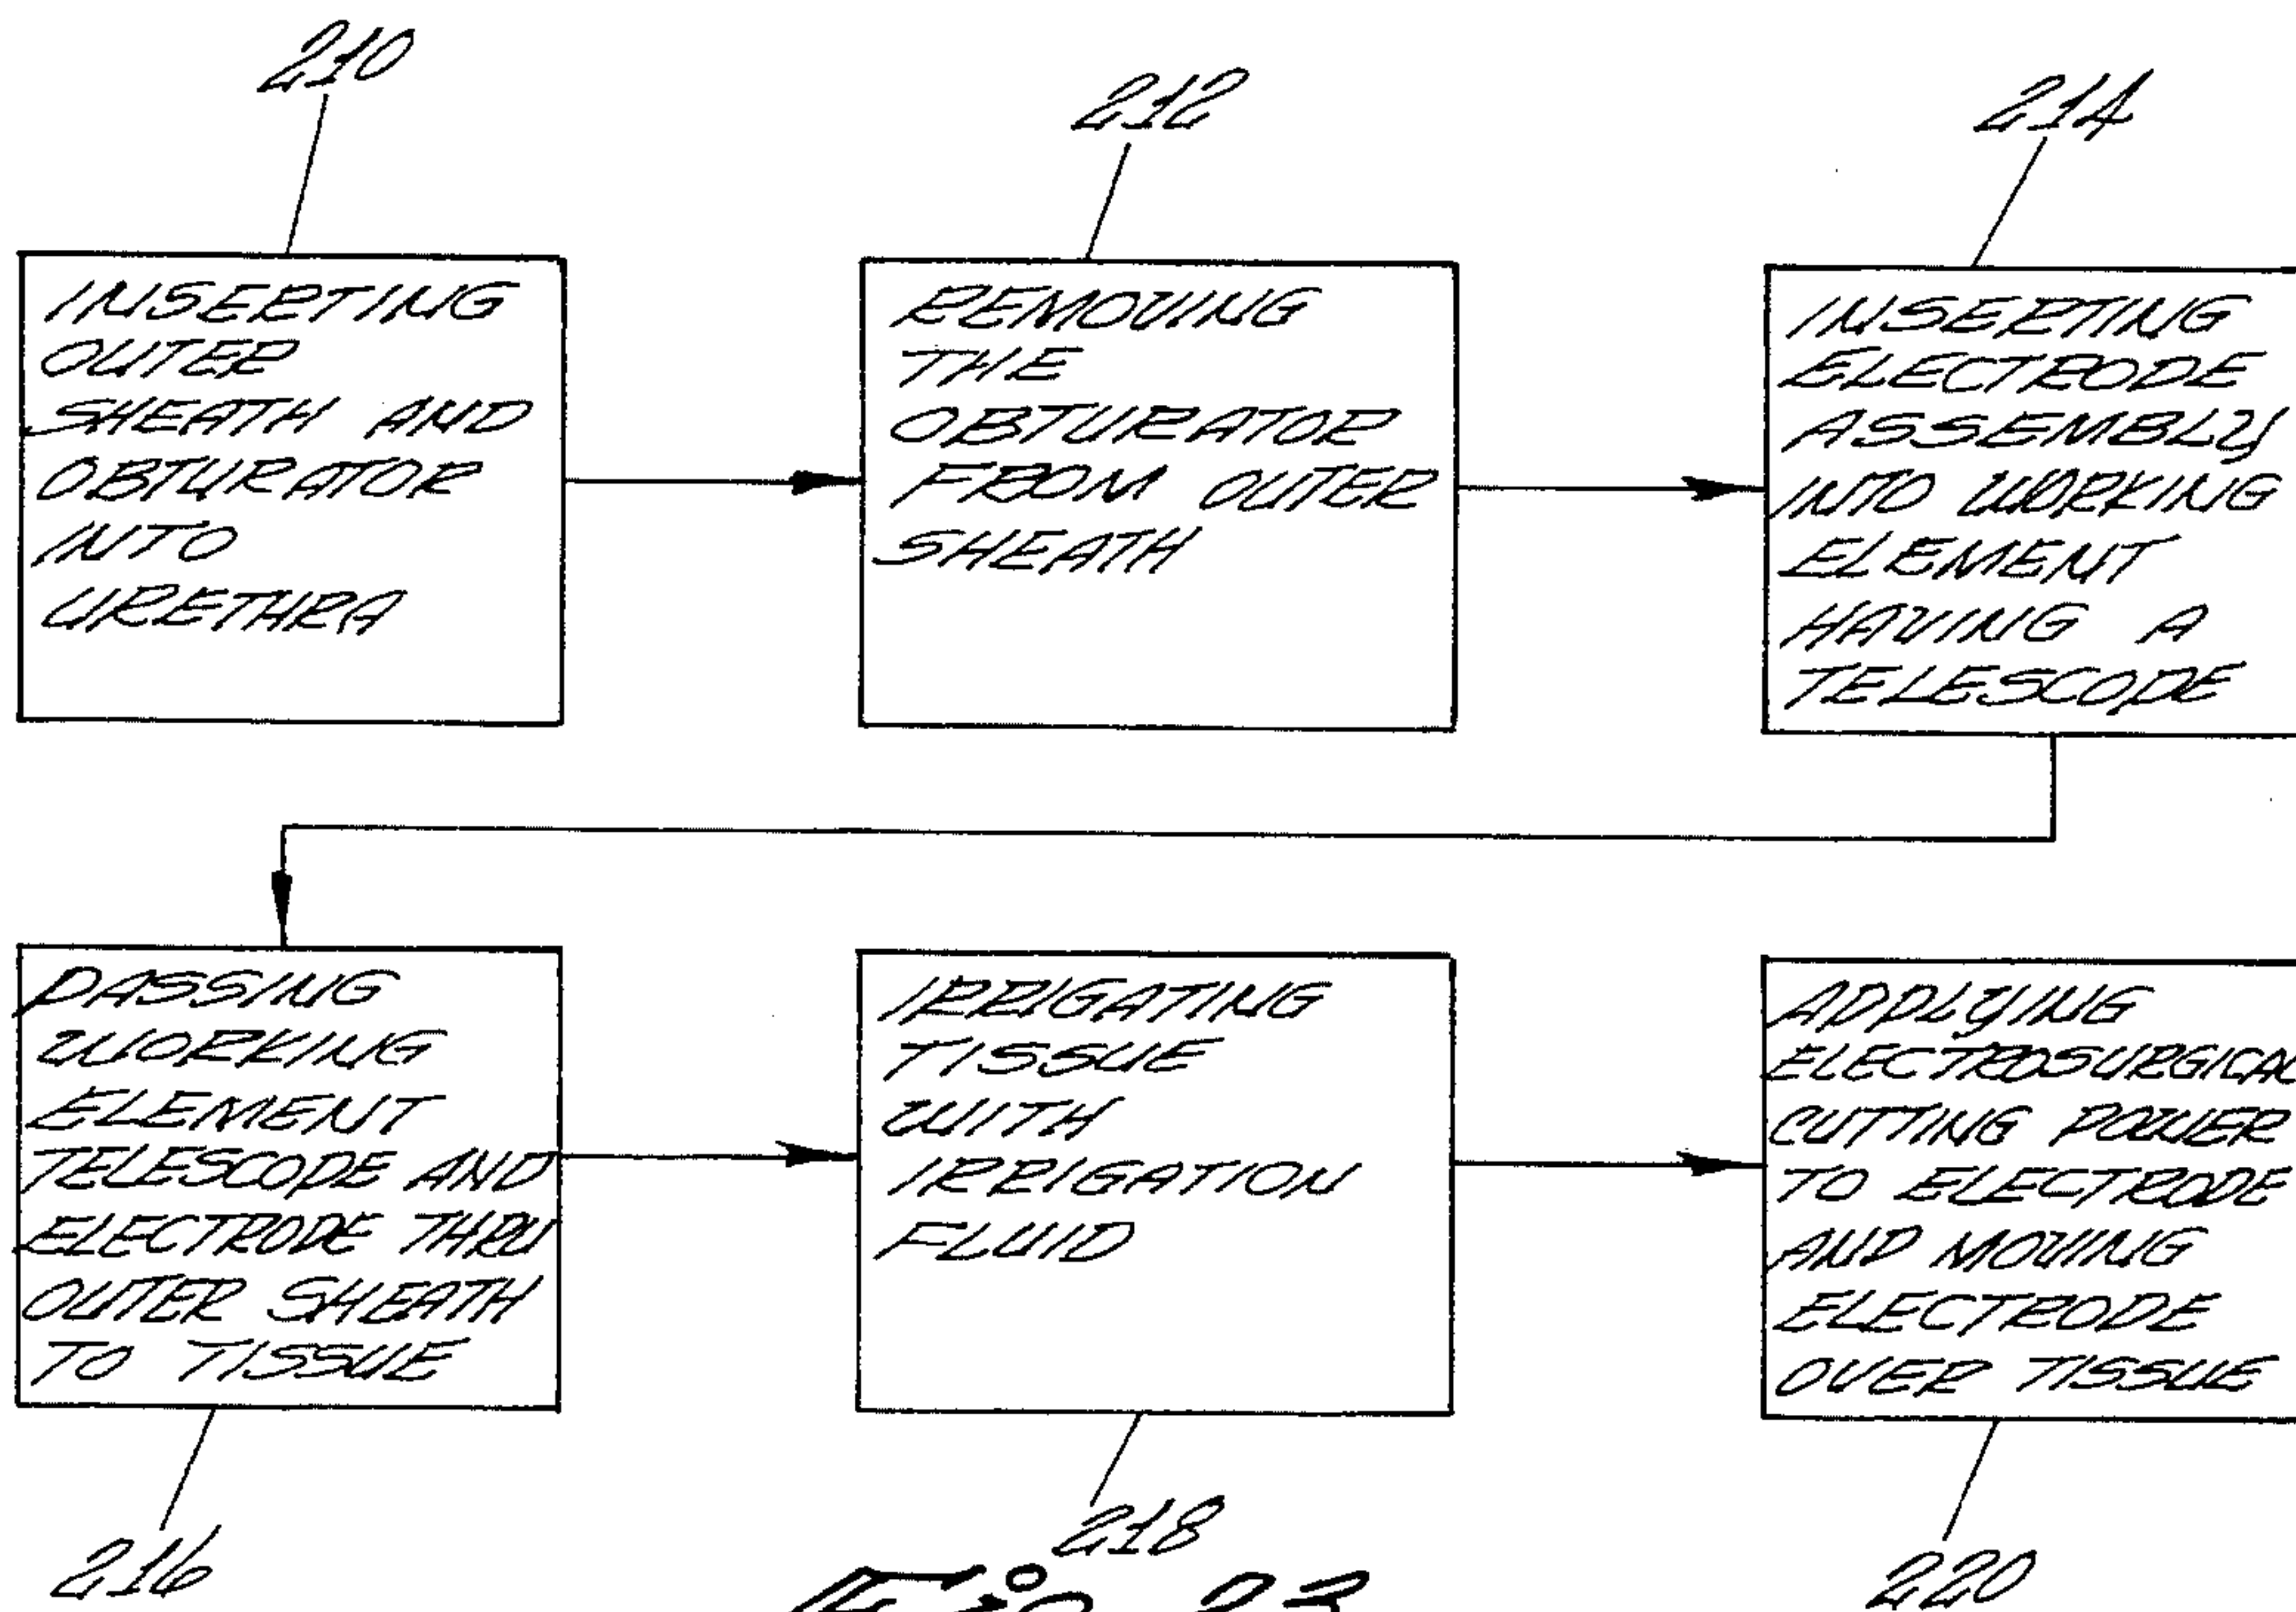 210
212
214
INSERTING
OUTER
SHEATH AND
OBTURATOR
INTO
URETHRA
REMOVING
THE
OBTURATOR
FROM OUTER
SHEATH
INSERTING
ELECTRODE
ASSEMBLY
INTO WORKING
ELEMENT
HAVING A
TELESCOPE
PASSING
WORKING
ELEMENT
TELESCOPE AND
ELECTRODE THRU
OUTER SHEATH
TO TISSUE
IRRIGATING
TISSUE
WITH
IRRIGATION
FLUID
APPLYING
ELECTROSURGICAL
CUTTING POWER
TO ELECTRODE
AND MOVING
ELECTRODE
OVER TISSUE
216
218
220
Fig. 23